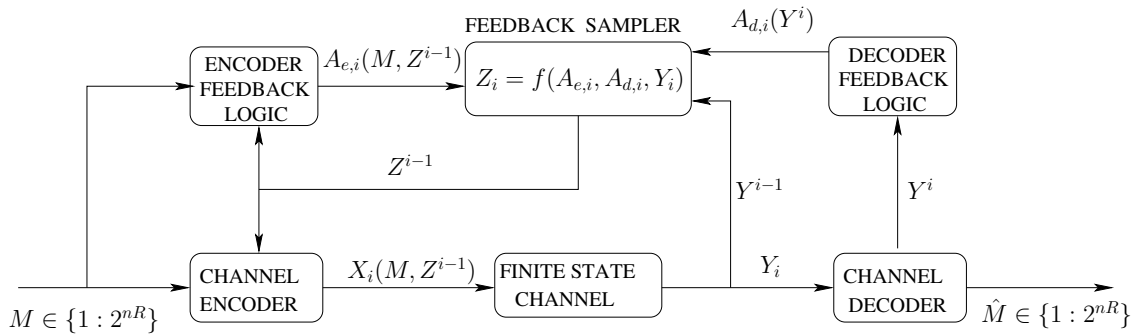 FEEDBACK SAMPLER
A_{d,i}(Y^i)
ENCODER
FEEDBACK
LOGIC
A_{e,i}(M, Z^{i-1})
Z_i = f(A_{e,i}, A_{d,i}, Y_i)
DECODER
FEEDBACK
LOGIC
Z^{i-1}
Y^{i-1}
Y^i
CHANNEL
ENCODER
X_i(M, Z^{i-1})
FINITE STATE
CHANNEL
Y_i
CHANNEL
DECODER
M ∈ {1 : 2^{nR}}
M̂ ∈ {1 : 2^{nR}}